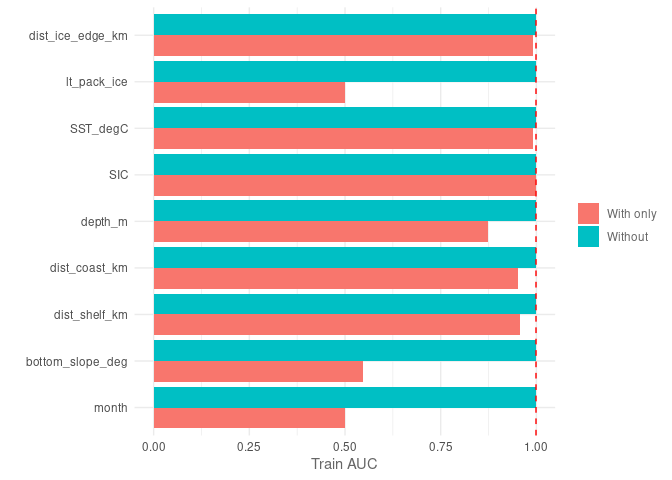 dist_ice_edge_km
lt_pack_ice
SST_degC
SIC
depth_m
dist_coast_km
dist_shelf_km
bottom_slope_deg
month
0.00 0.25 0.50 0.75 1.00
Train AUC
With only
Without